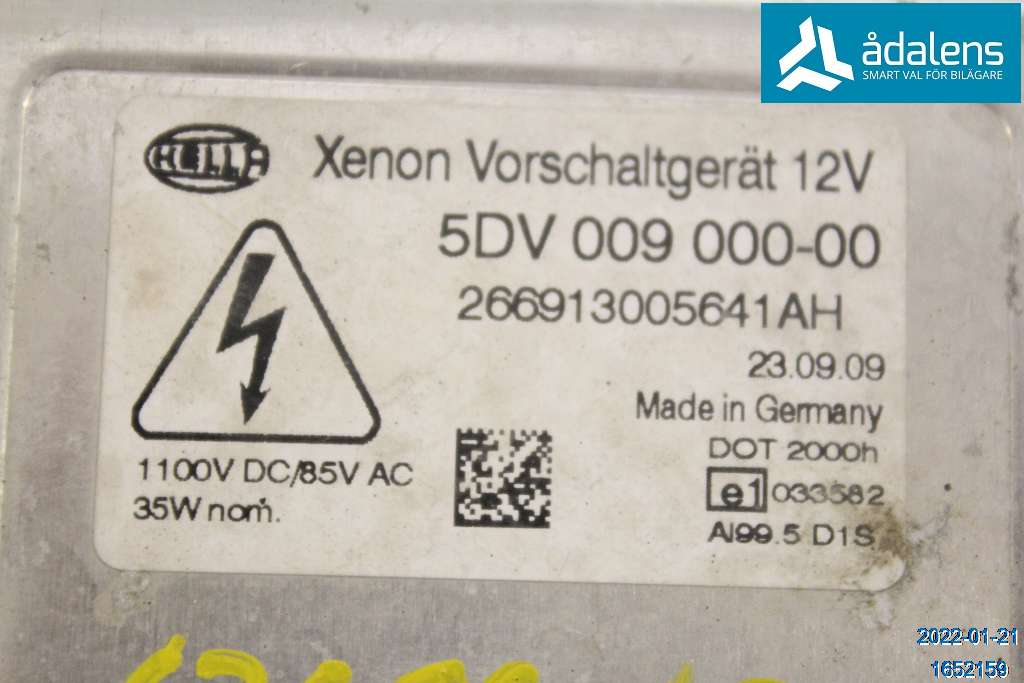 ådalens
SMART VAL FÖR BILÄGARE
HELLA
Xenon Vorschaltgerät 12V
5DV 009 000-00
266913005641AH
23.09.09
Made in Germany
DOT 2000h
e1 033582
Al99.5 D1S
1100V DC/85V AC
35W nom.
2022-01-21
1652159